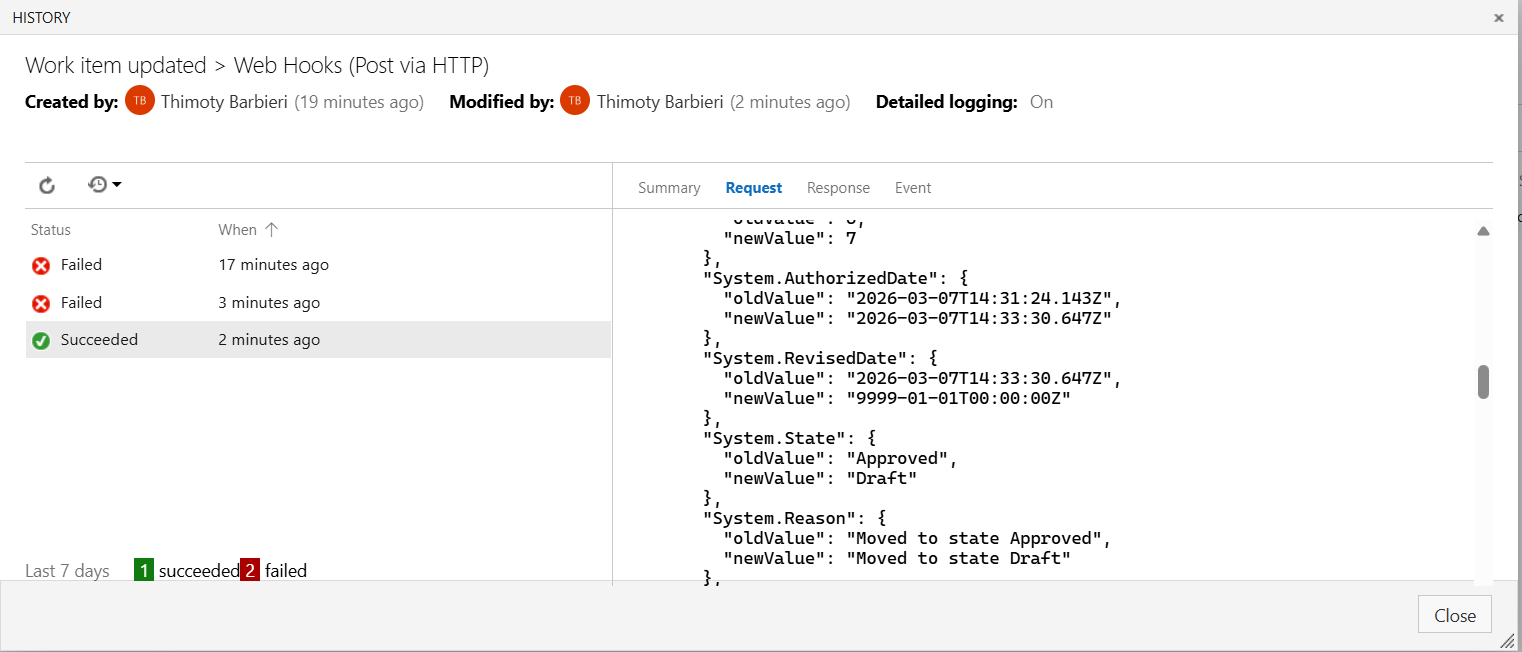 HISTORY
Work item updated > Web Hooks (Post via HTTP)
Created by: TB Thimoty Barbieri (19 minutes ago) Modified by: TB Thimoty Barbieri (2 minutes ago) Detailed logging: On
Summary Request Response Event
Status When
Failed 17 minutes ago
Failed 3 minutes ago
Succeeded 2 minutes ago
Last 7 days 1 succeeded 2 failed
"newValue": 7
},
"System.AuthorizedDate": {
"oldValue": "2026-03-07T14:31:24.143Z",
"newValue": "2026-03-07T14:33:30.647Z"
},
"System.RevisedDate": {
"oldValue": "2026-03-07T14:33:30.647Z",
"newValue": "9999-01-01T00:00:00Z"
},
"System.State": {
"oldValue": "Approved",
"newValue": "Draft"
},
"System.Reason": {
"oldValue": "Moved to state Approved",
"newValue": "Moved to state Draft"
},
Close